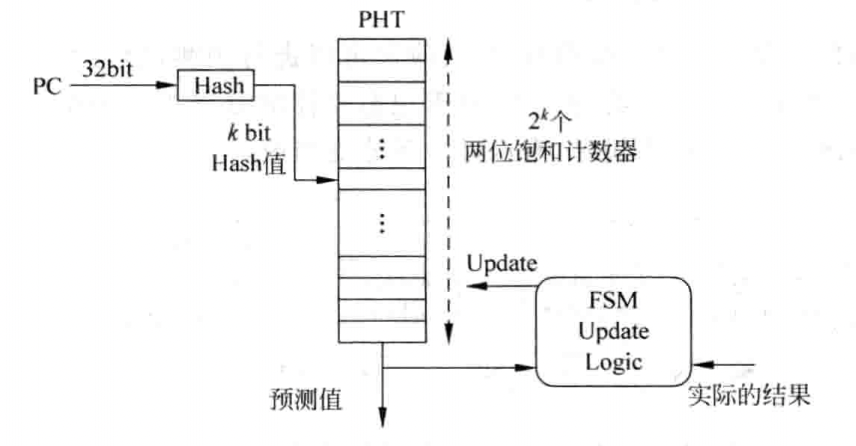 PHT
PC
32bit
Hash
k bit
Hash值
2^k个
两位饱和计数器
Update
FSM
Update
Logic
预测值
实际的结果